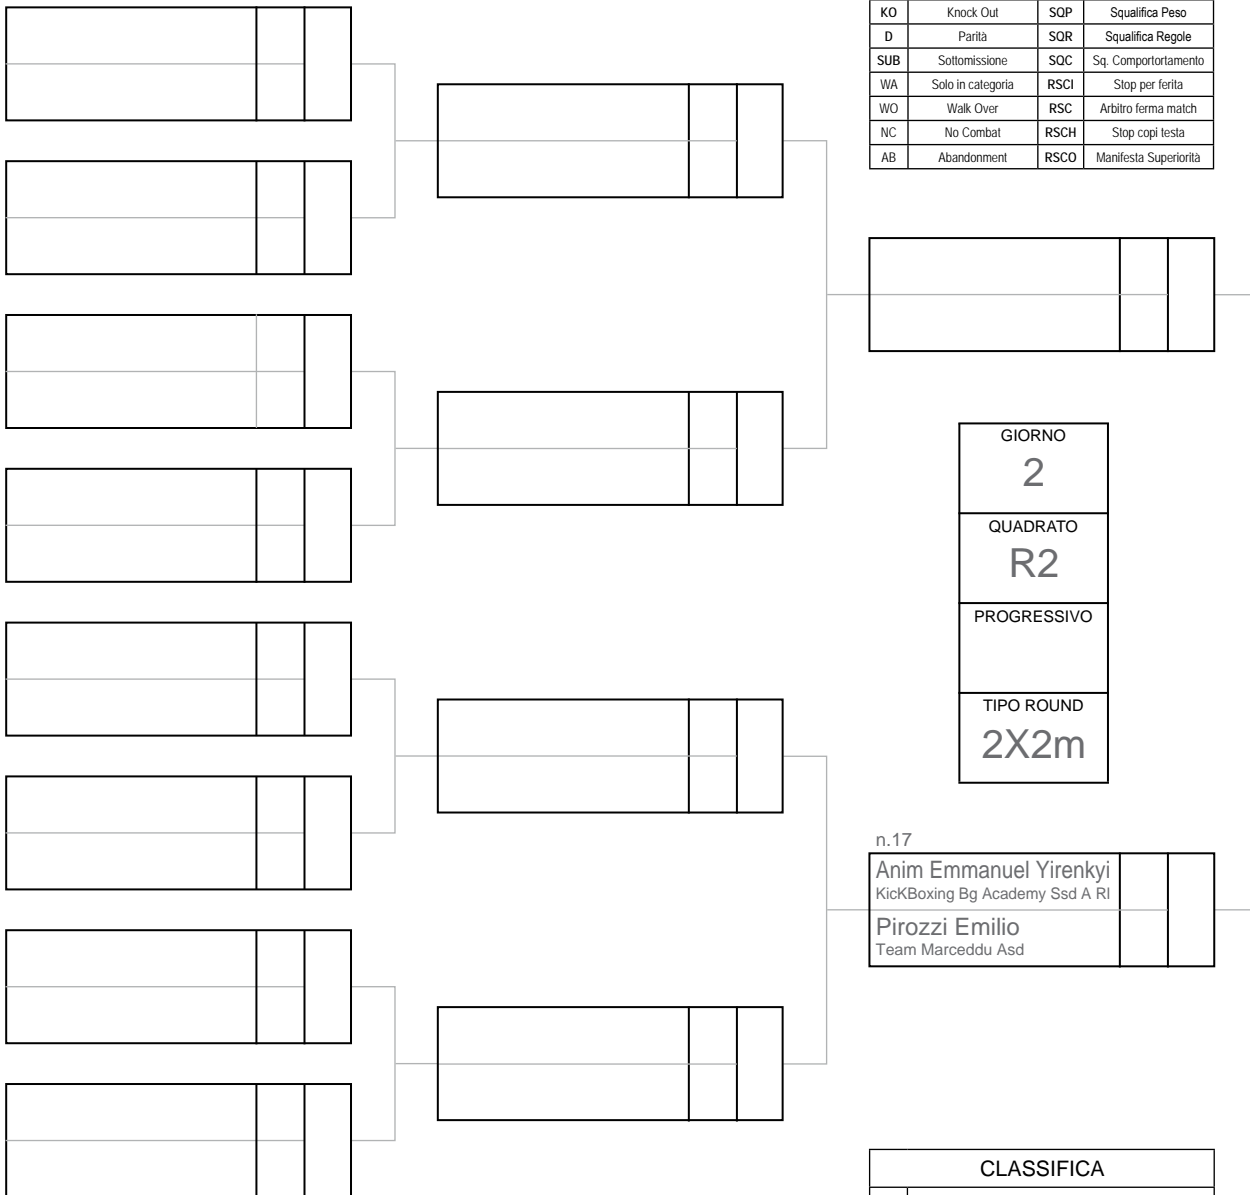 KO Knock Out SQP Squalifica Peso
D Parità SQR Squalifica Regole
SUB Sottomissione SQC Sq. Comportortamento
WA Solo in categoria RSCI Stop per ferita
WO Walk Over RSC Arbitro ferma match
NC No Combat RSCH Stop copi testa
AB Abandonment RSCO Manifesta Superiorità
GIORNO
2
QUADRATO
R2
PROGRESSIVO
TIPO ROUND
2X2m
n.17
Anim Emmanuel Yirenkyi
KicKBoxing Bg Academy Ssd A Rl
Pirozzi Emilio
Team Marceddu Asd
CLASSIFICA